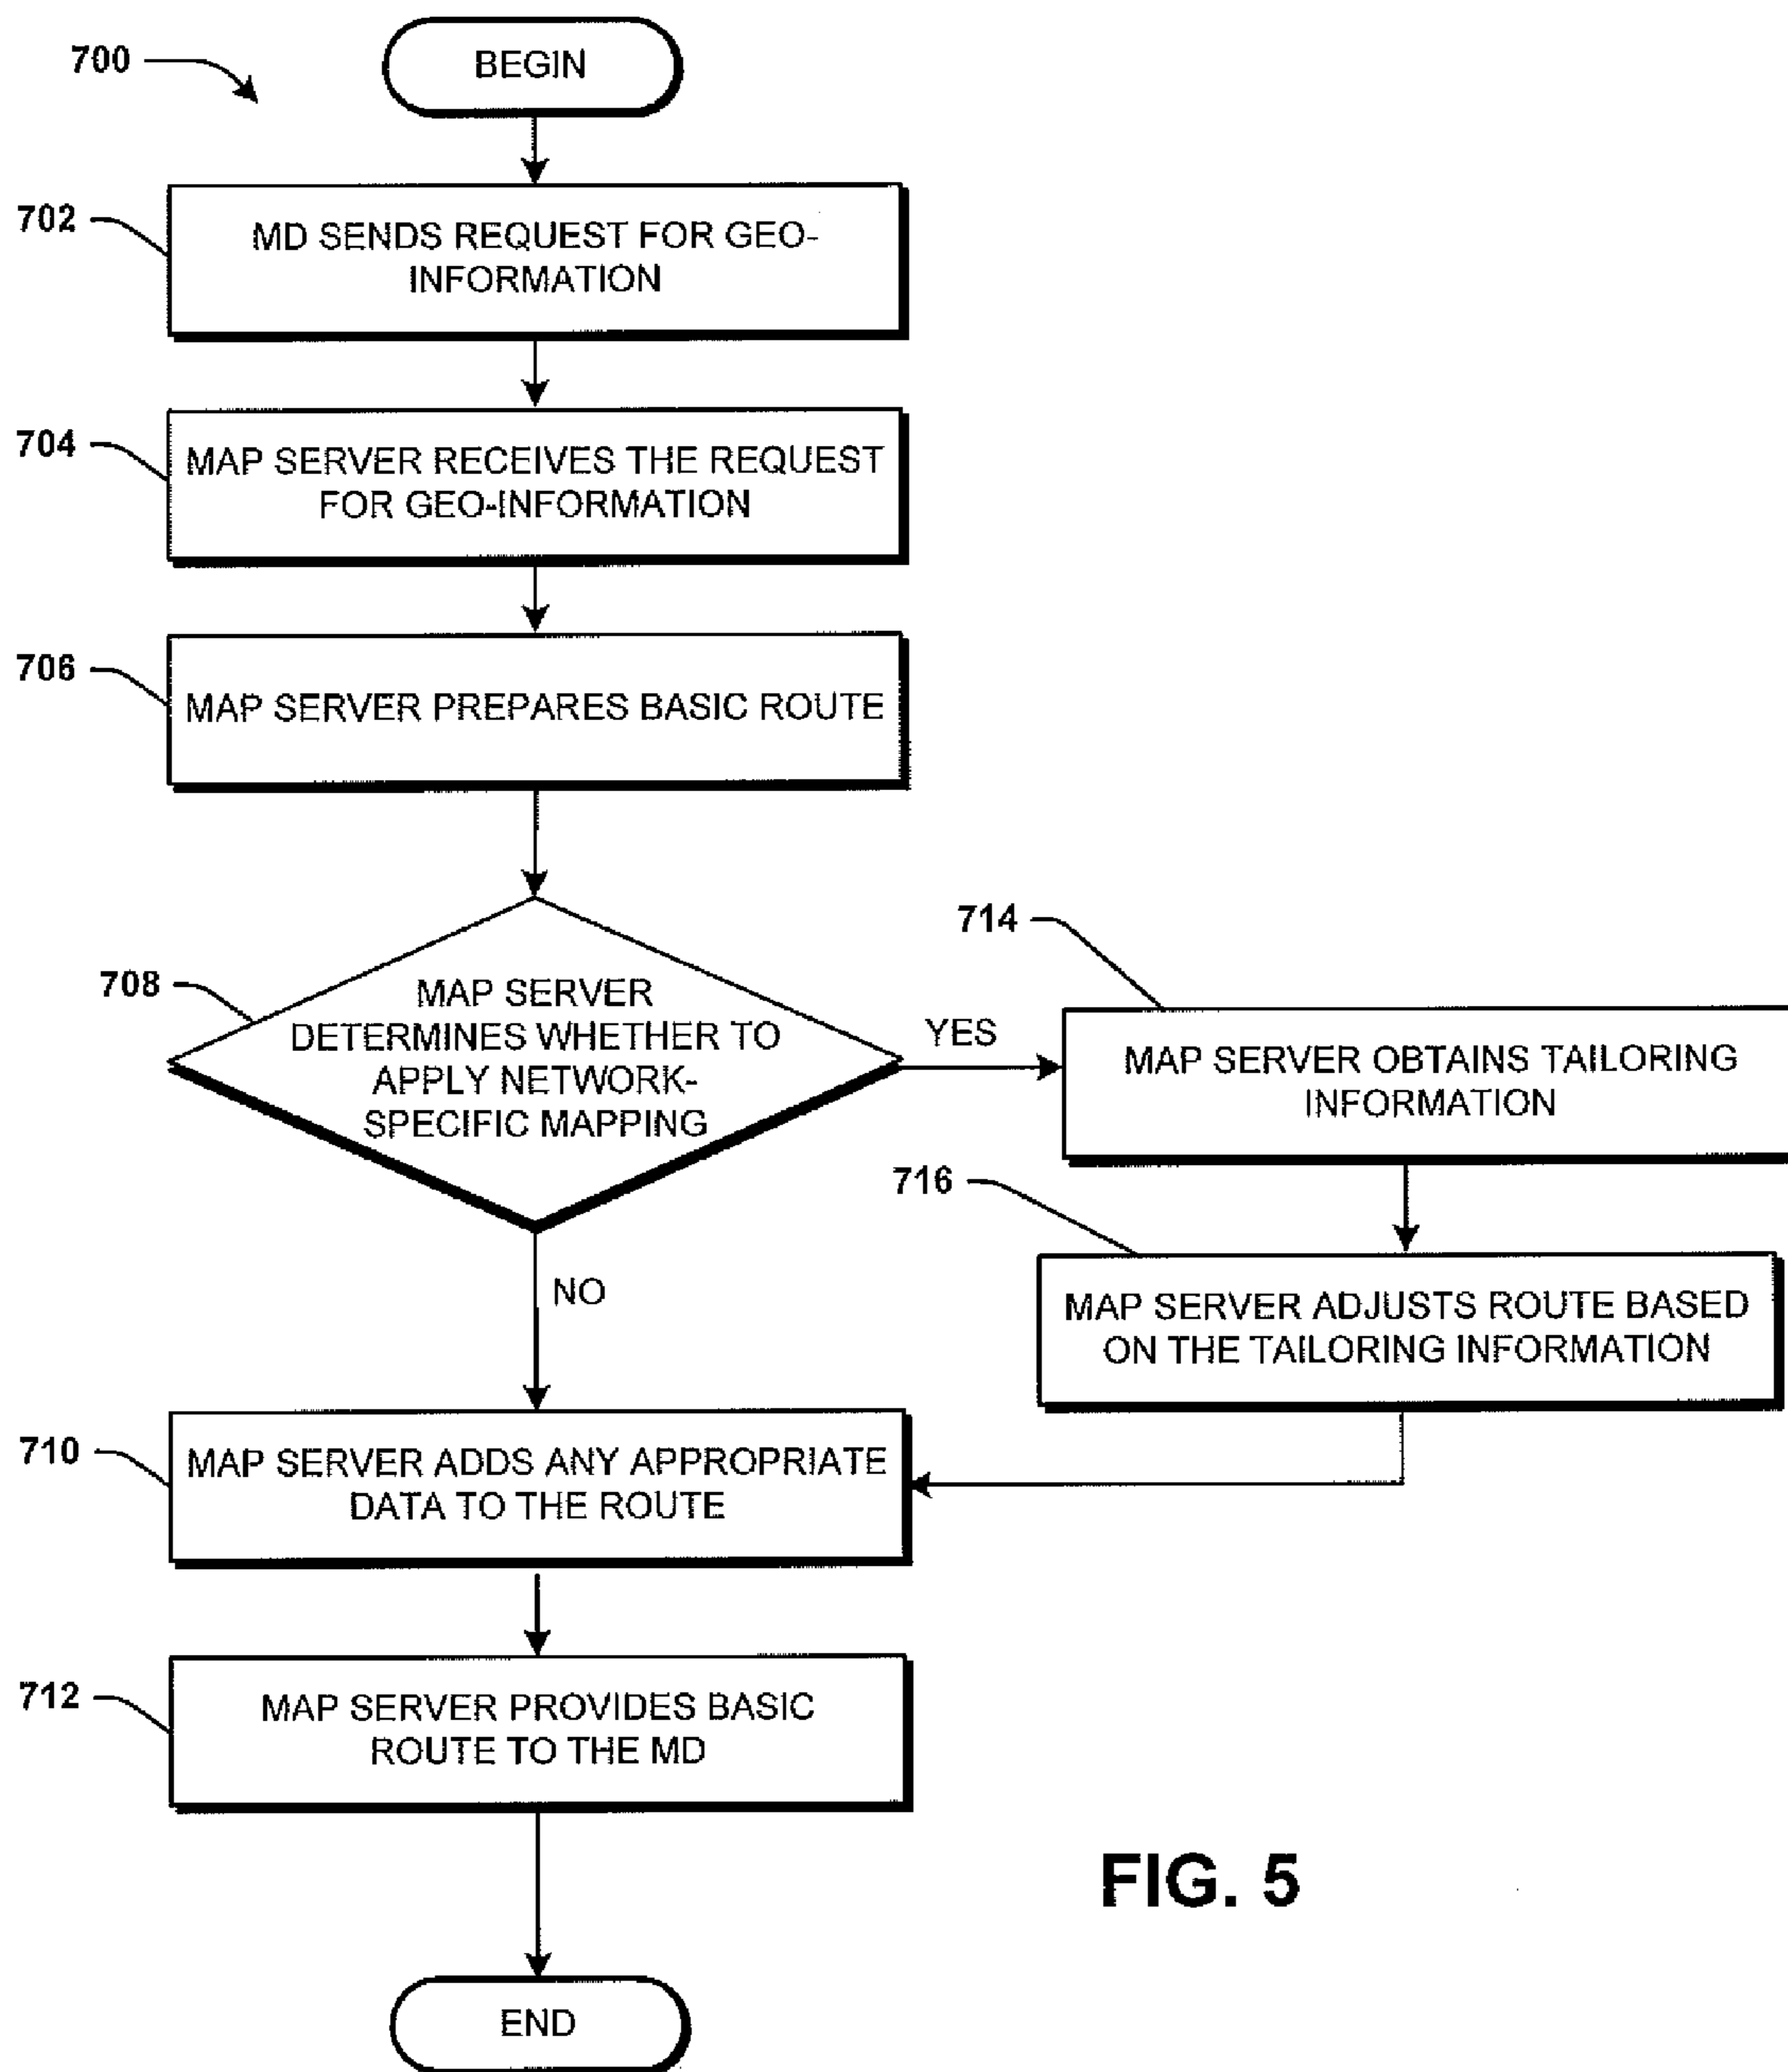 700
BEGIN
702
MD SENDS REQUEST FOR GEO-
INFORMATION
704
MAP SERVER RECEIVES THE REQUEST
FOR GEO-INFORMATION
706
MAP SERVER PREPARES BASIC ROUTE
708
MAP SERVER
DETERMINES WHETHER TO
APPLY NETWORK-
SPECIFIC MAPPING
YES
714
MAP SERVER OBTAINS TAILORING
INFORMATION
716
MAP SERVER ADJUSTS ROUTE BASED
ON THE TAILORING INFORMATION
NO
710
MAP SERVER ADDS ANY APPROPRIATE
DATA TO THE ROUTE
712
MAP SERVER PROVIDES BASIC
ROUTE TO THE MD
END
FIG. 5